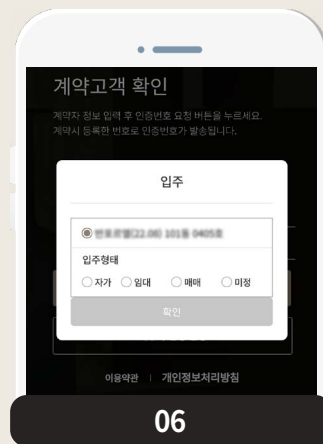 계약고객 확인
계약자 정보 입력 후 인증번호 요청 버튼을 누르세요.
계약시 등록한 번호로 인증번호가 발송됩니다.
입주
입주형태
자가 임대 매매 미정
확인
이용약관 | 개인정보처리방침
06